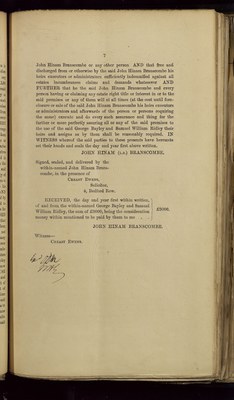 7
John Hinam Branscombe or any other person AND that free and
discharged from or otherwise by the said John Hinam Branscombe his
heirs executors or administrators sufficiently indemnified against all
estates incumbrances claims and demands whatsoever AND
FURTHER that he the said John Hinam Branscombe and every
person having or claiming any estate right title or interest in or to the
said premises or any of them will at all times (at the cost until fore-
closure or sale of the said John Hinam Branscombe his heirs executors
or administrators and afterwards of the person or persons requiring
the same) execute and do every such assurance and thing for the
further or more perfectly assuring all or any of the said premises to
the use of the said George Bayley and Samuel William Ridley their
heirs and assigns as by them shall be reasonably required. IN
WITNESS whereof the said parties to these presents have hereunto
set their hands and seals the day and year first above written.
JOHN HINAM (L.S.) BRANSCOMBE.
Signed, sealed, and delivered by the
within-named John Hinam Brans-
combe, in the presence of
Solicitor,
4, Bedford Row.
RECEIVED, the day and year first within written,
of and from the within-named George Bayley and Samuel
William Ridley, the sum of £3000, being the consideration
money within mentioned to be paid by them to me
£3000.
JOHN HINAM BRANSCOMBE.
Witness—